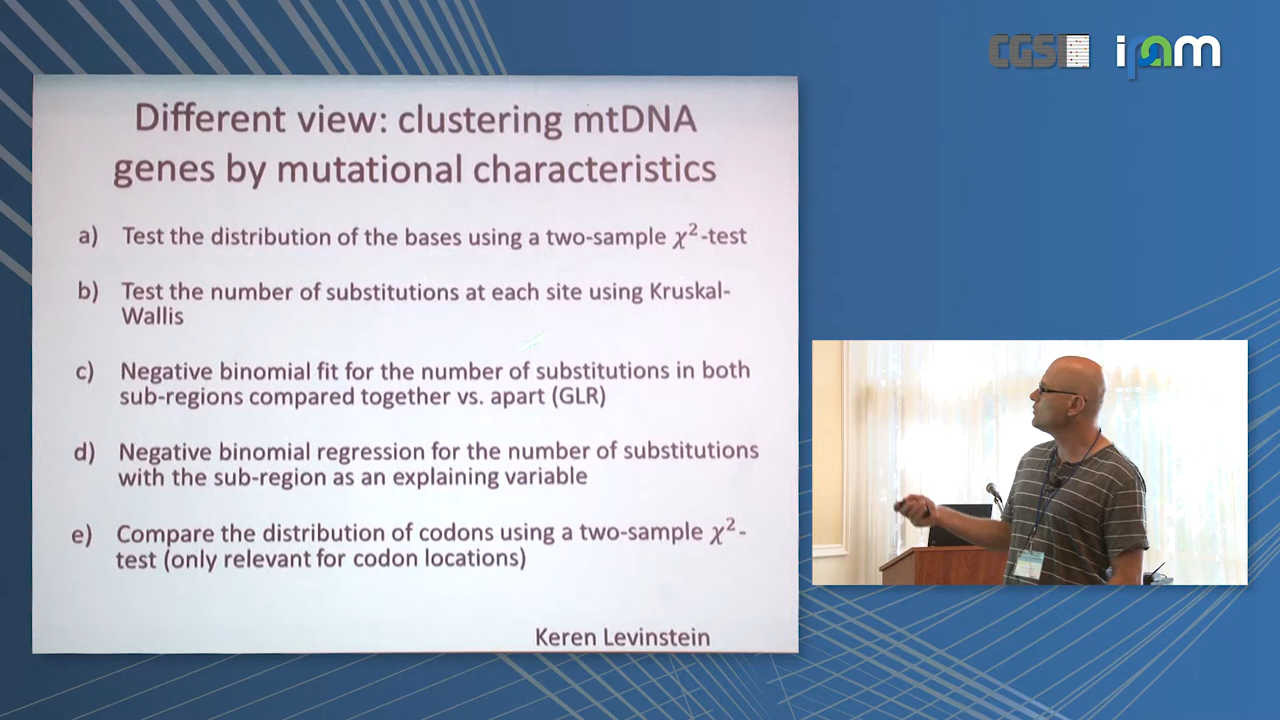 CGSI
ipam
Different view: clustering mtDNA
genes by mutational characteristics
a) Test the distribution of the bases using a two-sample χ²-test
b) Test the number of substitutions at each site using Kruskal-
Wallis
c) Negative binomial fit for the number of substitutions in both
sub-regions compared together vs. apart (GLR)
d) Negative binomial regression for the number of substitutions
with the sub-region as an explaining variable
e) Compare the distribution of codons using a two-sample χ²-
test (only relevant for codon locations)
Keren Levinstein